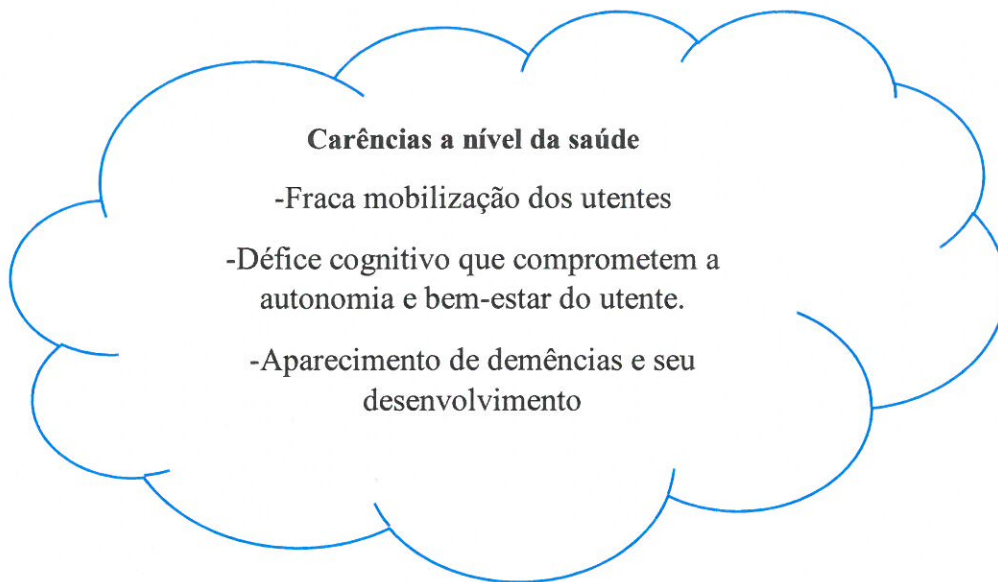 Carências a nível da saúde
-Fraca mobilização dos utentes
-Défice cognitivo que comprometem a
autonomia e bem-estar do utente.
-Aparecimento de demências e seu
desenvolvimento